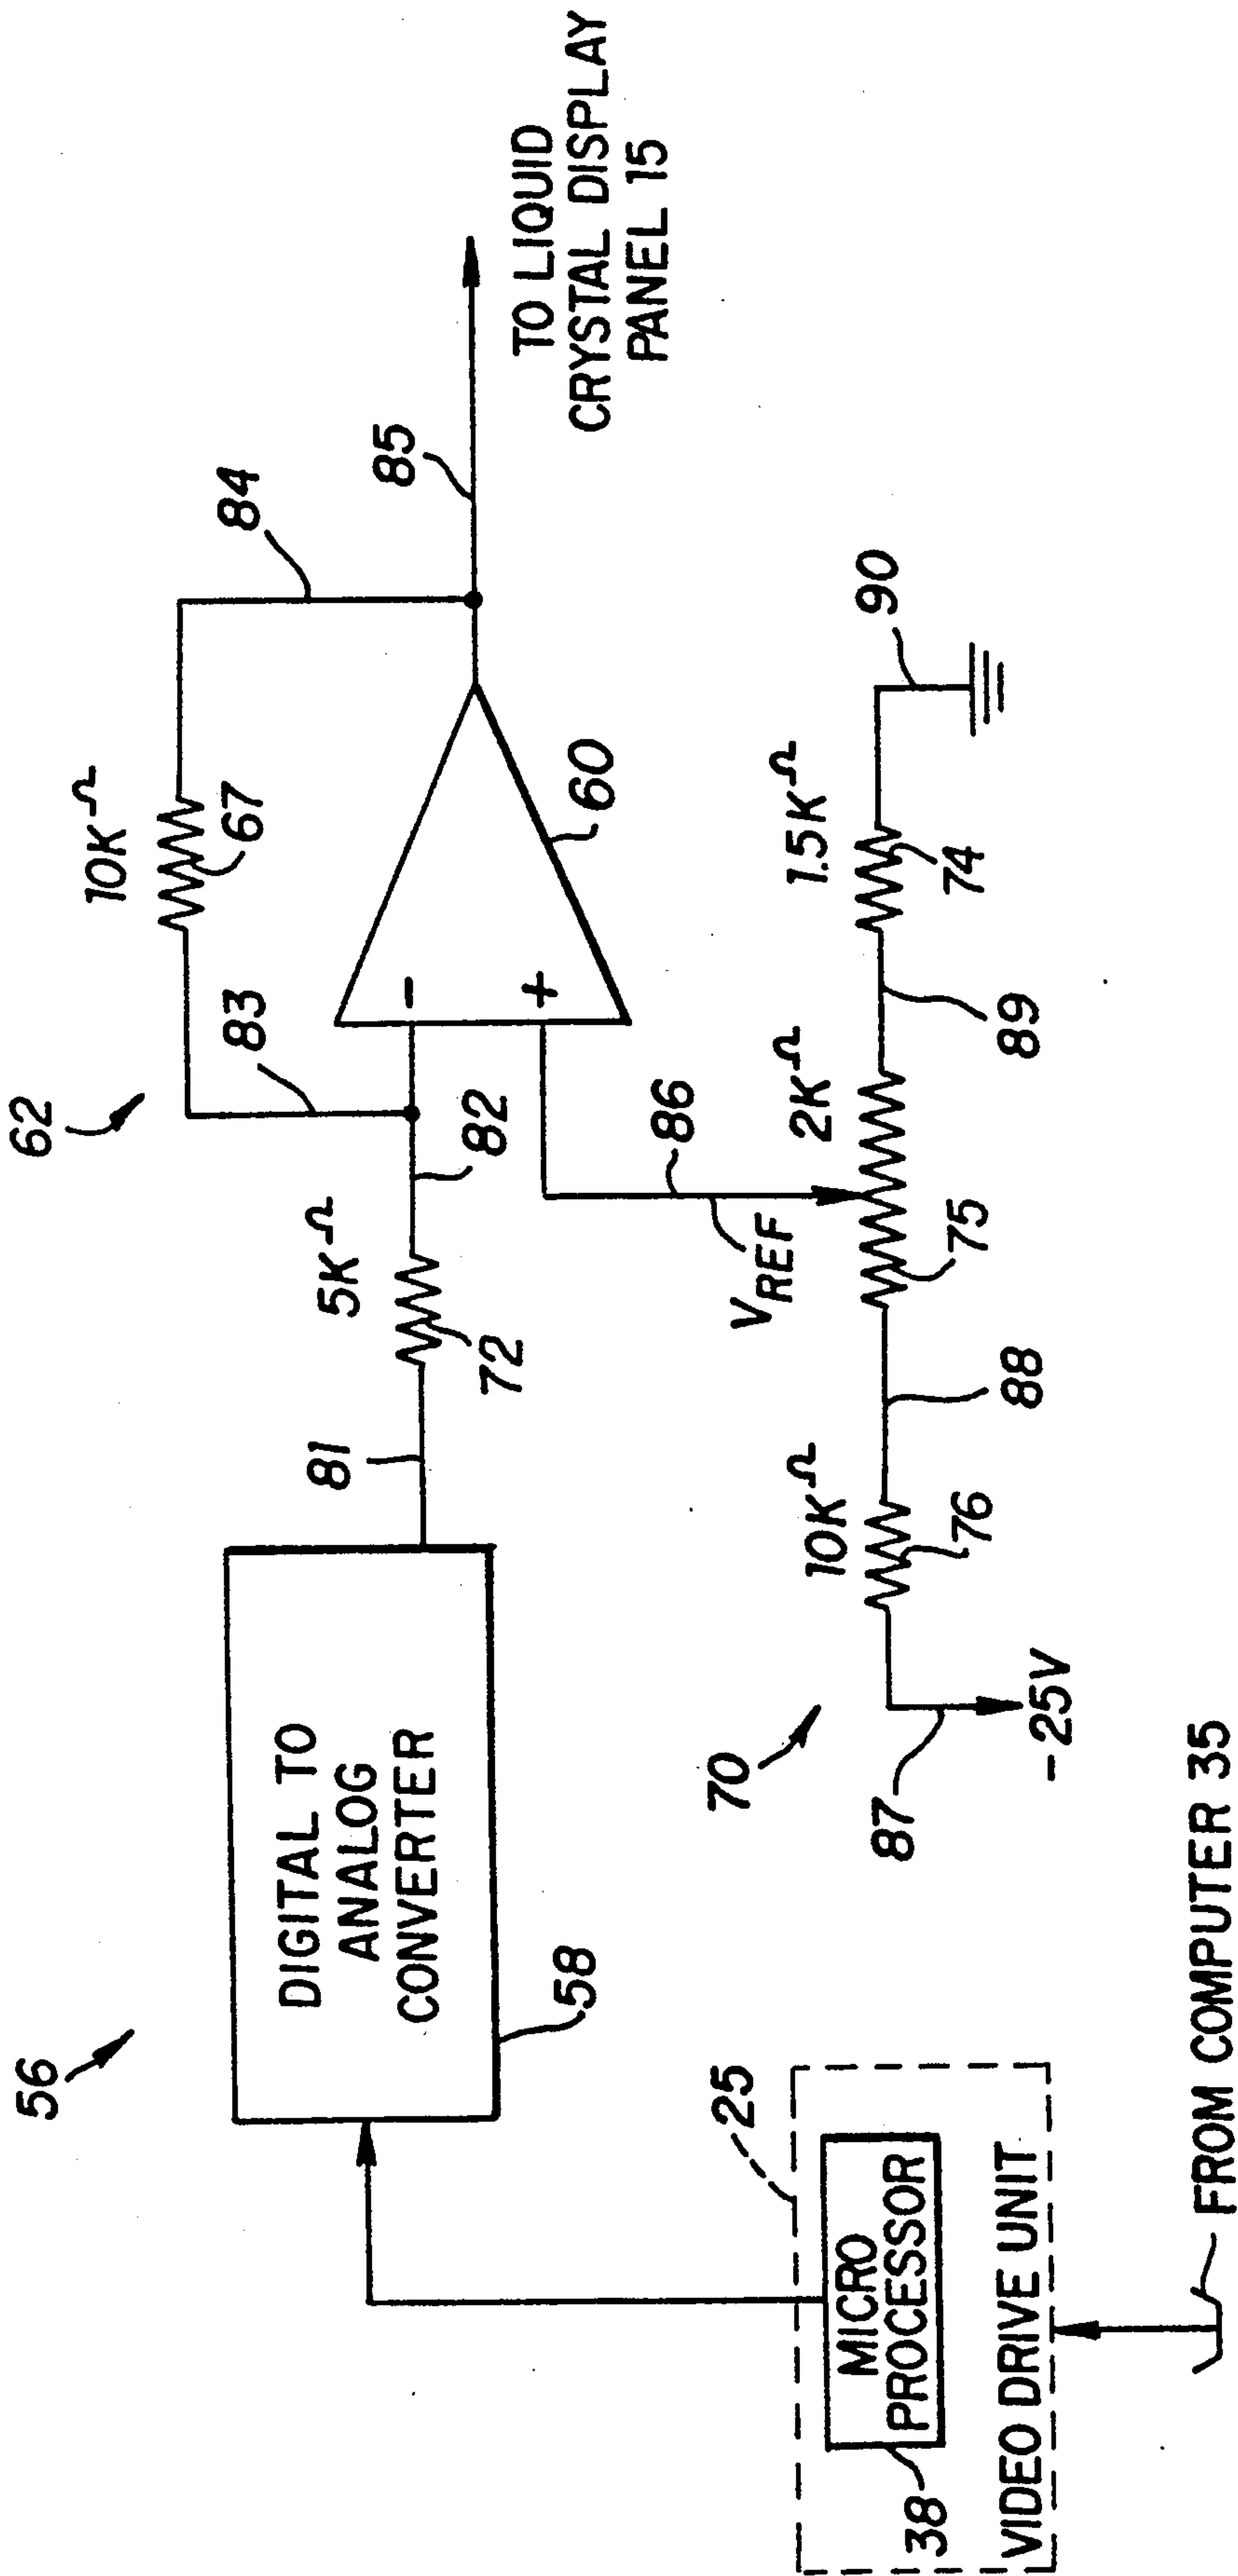 56
DIGITAL TO
ANALOG
CONVERTER
58
81
5KΩ
72
82
62
83
10KΩ
67
84
-
+
60
85
TO LIQUID
CRYSTAL DISPLAY
PANEL 15
86
VREF
70
87
-25V
10KΩ
76
88
2KΩ
75
89
1.5KΩ
74
90
25
MICRO
PROCESSOR
38
VIDEO DRIVE UNIT
FROM COMPUTER 35